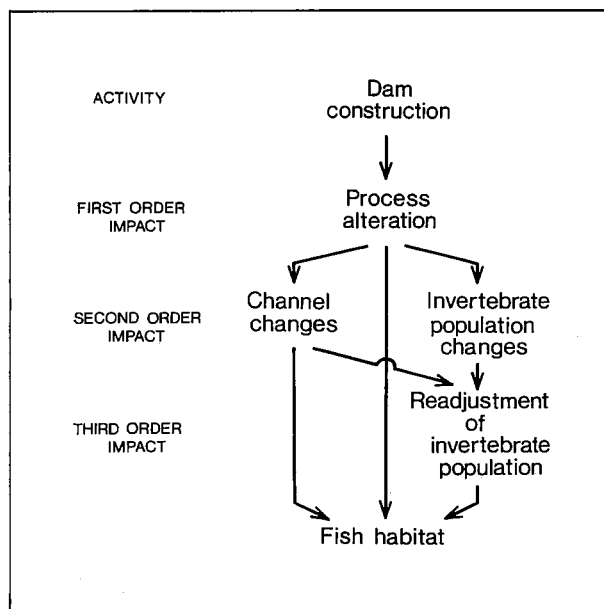 ACTIVITY
Dam
construction
FIRST ORDER
IMPACT
Process
alteration
SECOND ORDER
IMPACT
Channel
changes
Invertebrate
population
changes
THIRD ORDER
IMPACT
Readjustment
of
invertebrate
population
Fish habitat